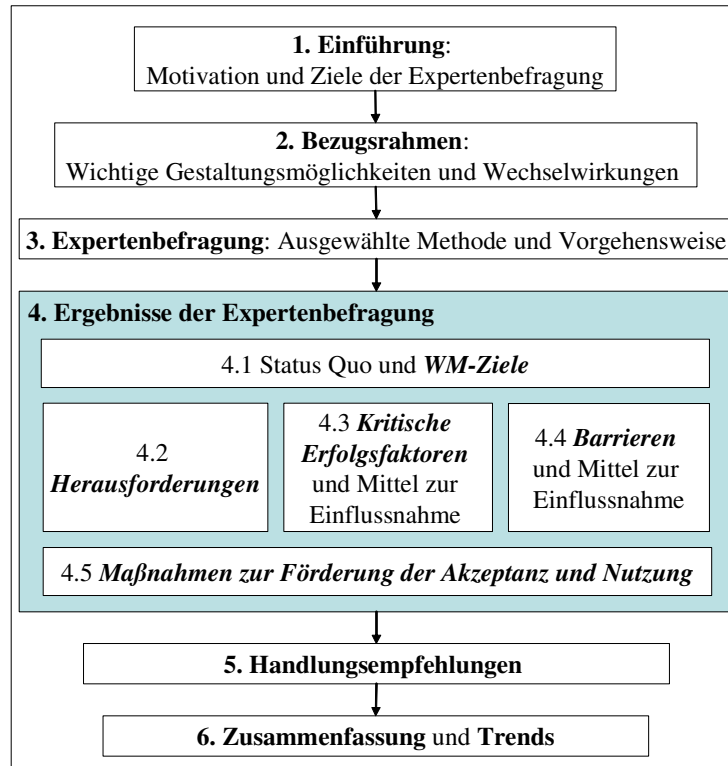 1. Einführung:
Motivation und Ziele der Expertenbefragung
2. Bezugsrahmen:
Wichtige Gestaltungsmöglichkeiten und Wechselwirkungen
3. Expertenbefragung: Ausgewählte Methode und Vorgehensweise
4. Ergebnisse der Expertenbefragung
4.1 Status Quo und WM-Ziele
4.2
Herausforderungen
4.3 Kritische
Erfolgsfaktoren
und Mittel zur
Einflussnahme
4.4 Barrieren
und Mittel zur
Einflussnahme
4.5 Maßnahmen zur Förderung der Akzeptanz und Nutzung
5. Handlungsempfehlungen
6. Zusammenfassung und Trends